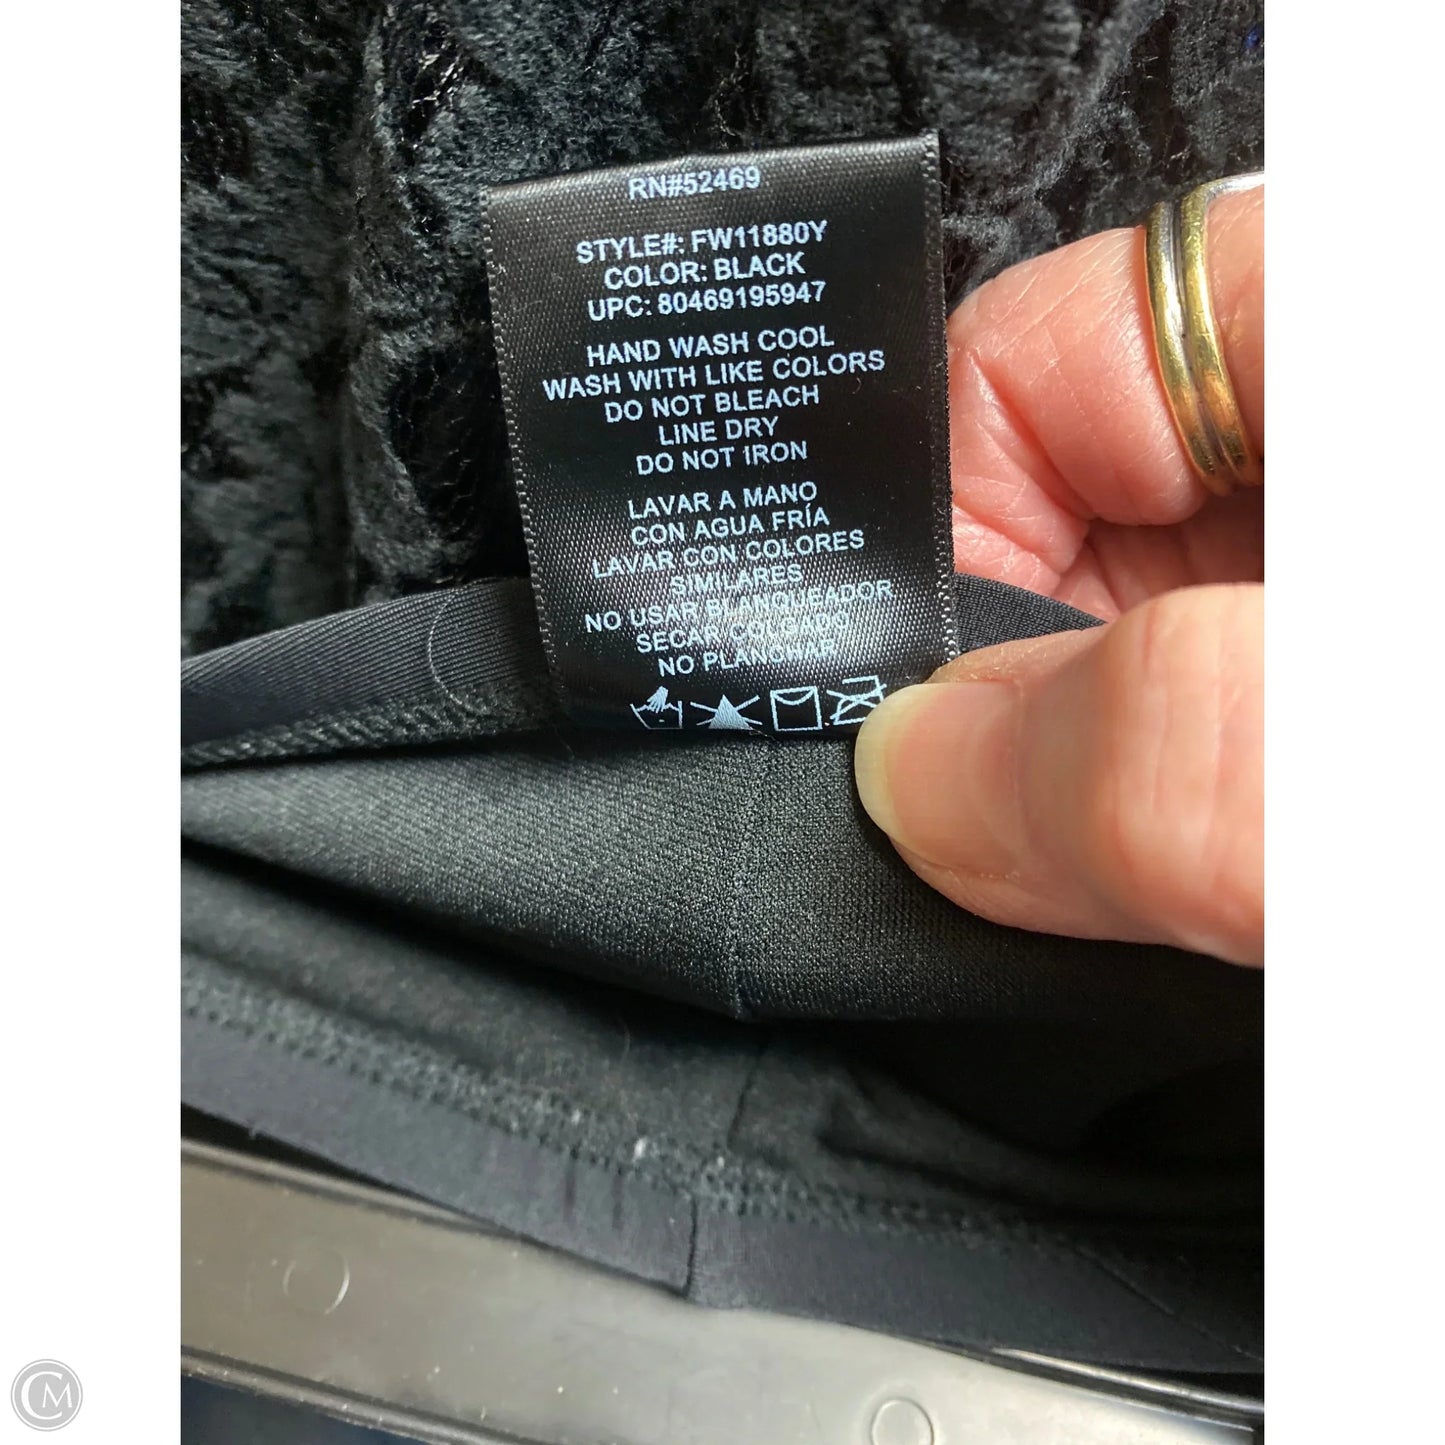 RN#52469
STYLE#: FW11880Y
COLOR: BLACK
UPC: 80469195947
HAND WASH COOL
WASH WITH LIKE COLORS
DO NOT BLEACH
LINE DRY
DO NOT IRON
LAVAR A MANO
CON AGUA FRÍA
LAVAR CON COLORES
SIMILARES
NO USAR BLANQUEADOR
SECAR COLGADO
NO PLANCHAR
CM